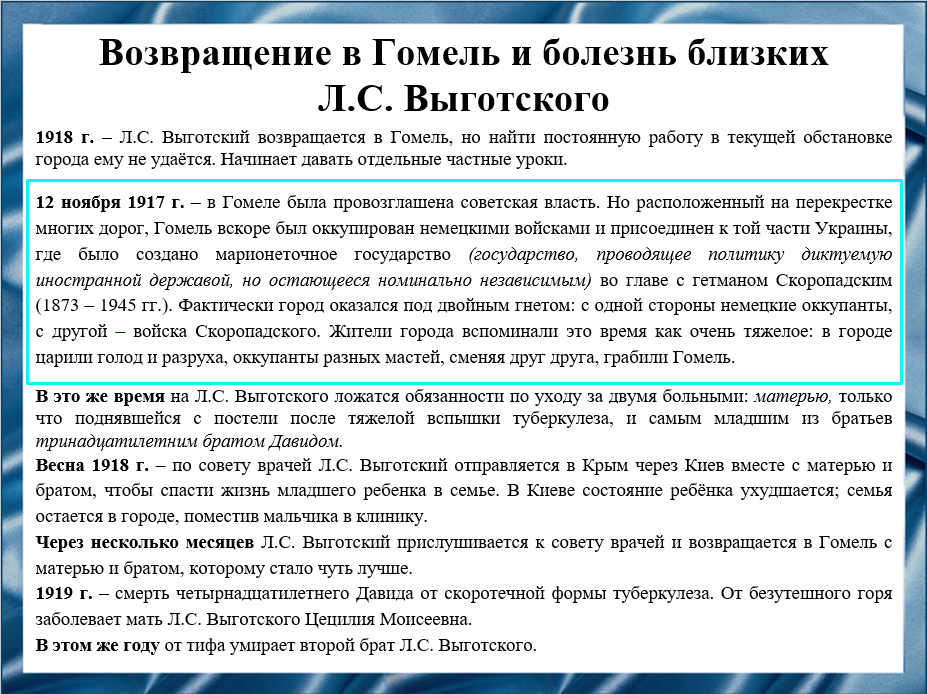 Возвращение в Гомель и болезнь близких
Л.С. Выготского
1918 г. – Л.С. Выготский возвращается в Гомель, но найти постоянную работу в текущей обстановке
города ему не удаётся. Начинает давать отдельные частные уроки.
12 ноября 1917 г. – в Гомеле была провозглашена советская власть. Но расположенный на перекрестке
многих дорог, Гомель вскоре был оккупирован немецкими войсками и присоединен к той части Украины,
где было создано марионеточное государство (государство, проводящее политику диктуемую
иностранной державой, но остающееся номинально независимым) во главе с гетманом Скоропадским
(1873 – 1945 гг.). Фактически город оказался под двойным гнетом: с одной стороны немецкие оккупанты,
с другой – войска Скоропадского. Жители города вспоминали это время как очень тяжелое: в городе
царили голод и разруха, оккупанты разных мастей, сменяя друг друга, грабили Гомель.
В это же время на Л.С. Выготского ложатся обязанности по уходу за двумя больными: матерью, только
что поднявшейся с постели после тяжелой вспышки туберкулеза, и самым младшим из братьев
тринадцатилетним братом Давидом.
Весна 1918 г. – по совету врачей Л.С. Выготский отправляется в Крым через Киев вместе с матерью и
братом, чтобы спасти жизнь младшего ребенка в семье. В Киеве состояние ребёнка ухудшается; семья
остается в городе, поместив мальчика в клинику.
Через несколько месяцев Л.С. Выготский прислушивается к совету врачей и возвращается в Гомель с
матерью и братом, которому стало чуть лучше.
1919 г. – смерть четырнадцатилетнего Давида от скоротечной формы туберкулеза. От безутешного горя
заболевает мать Л.С. Выготского Цецилия Моисеевна.
В этом же году от тифа умирает второй брат Л.С. Выготского.